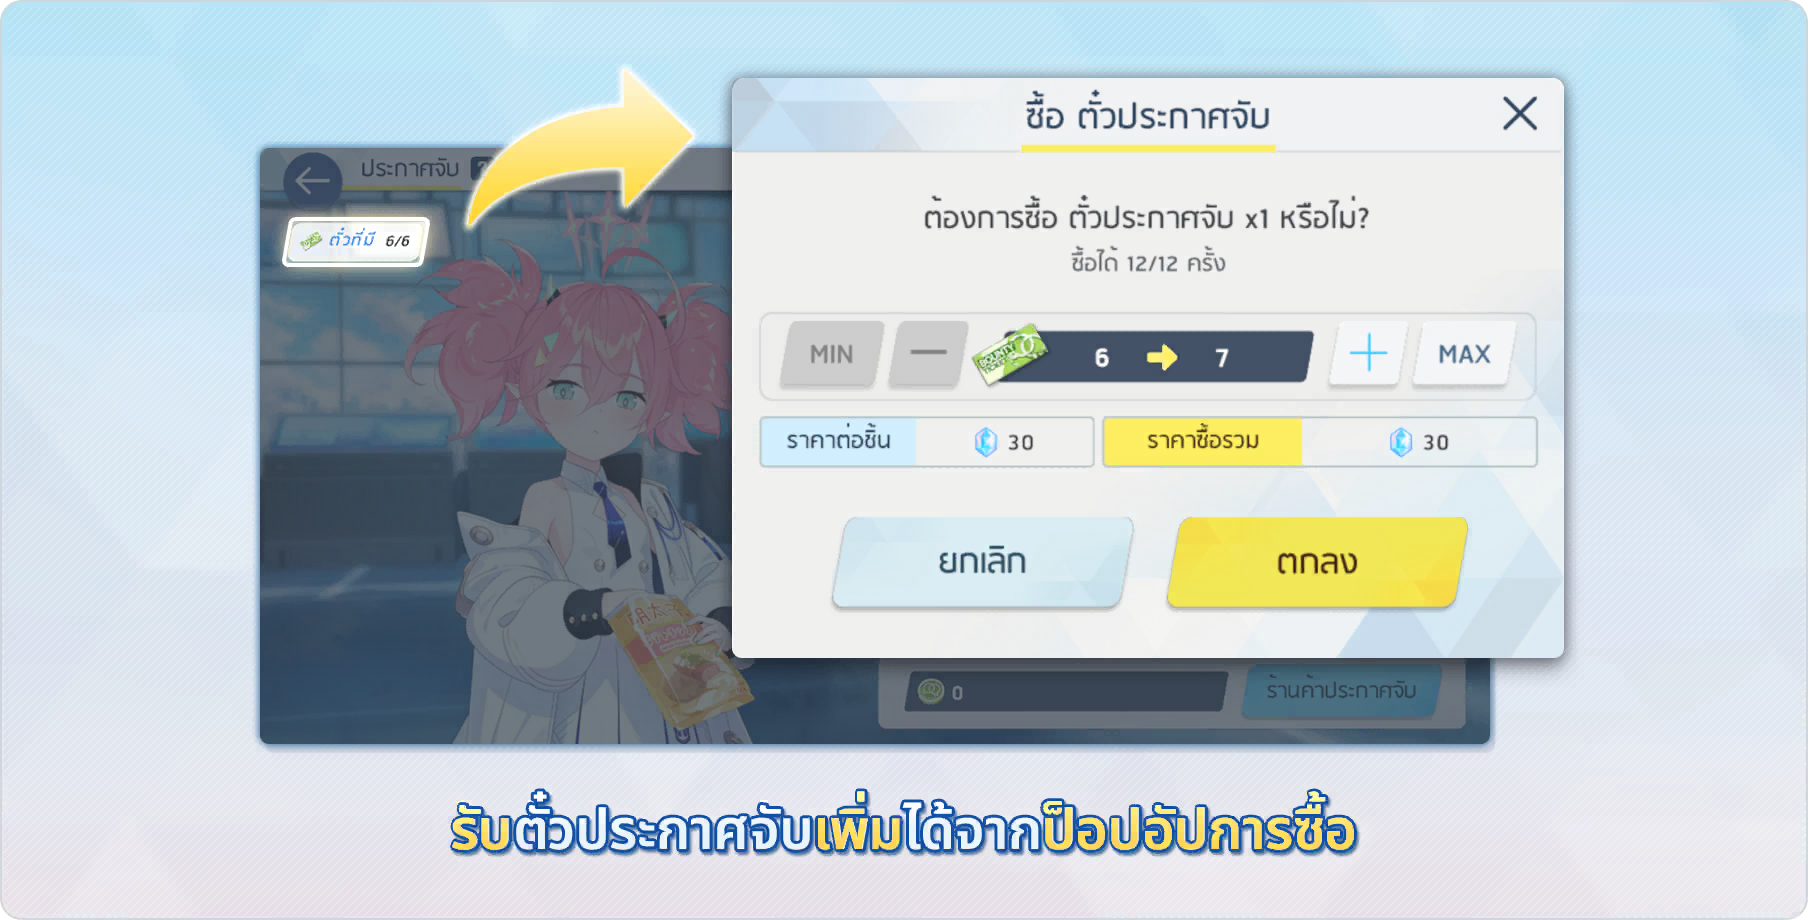 ประกาศจับ
ตั๋วที่มี 6/6
ซื้อ ตั๋วประกาศจับ
ต้องการซื้อ ตั๋วประกาศจับ x1 หรือไม่?
ซื้อได้ 12/12 ครั้ง
MIN
BOUNTY
6
7
MAX
ราคาต่อชิ้น 30
ราคาซื้อรวม 30
ยกเลิก
ตกลง
0
ร้านค้าประกาศจับ
รับตั๋วประกาศจับเพิ่มได้จากป็อปอัปการซื้อ